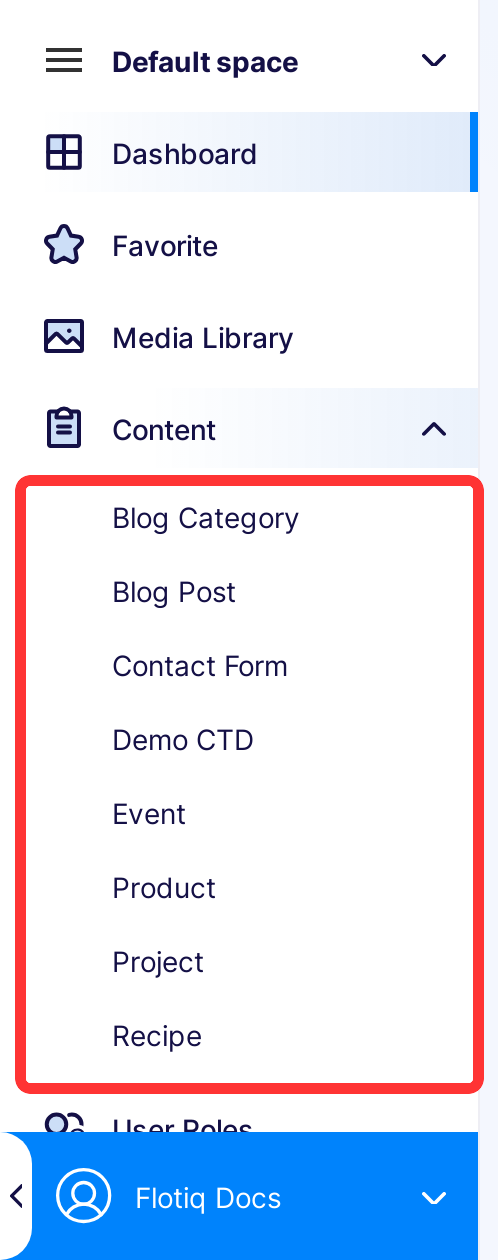 Default space
Dashboard
Favorite
Media Library
Content
Blog Category
Blog Post
Contact Form
Demo CTD
Event
Product
Project
Recipe
User Roles
Flotiq Docs